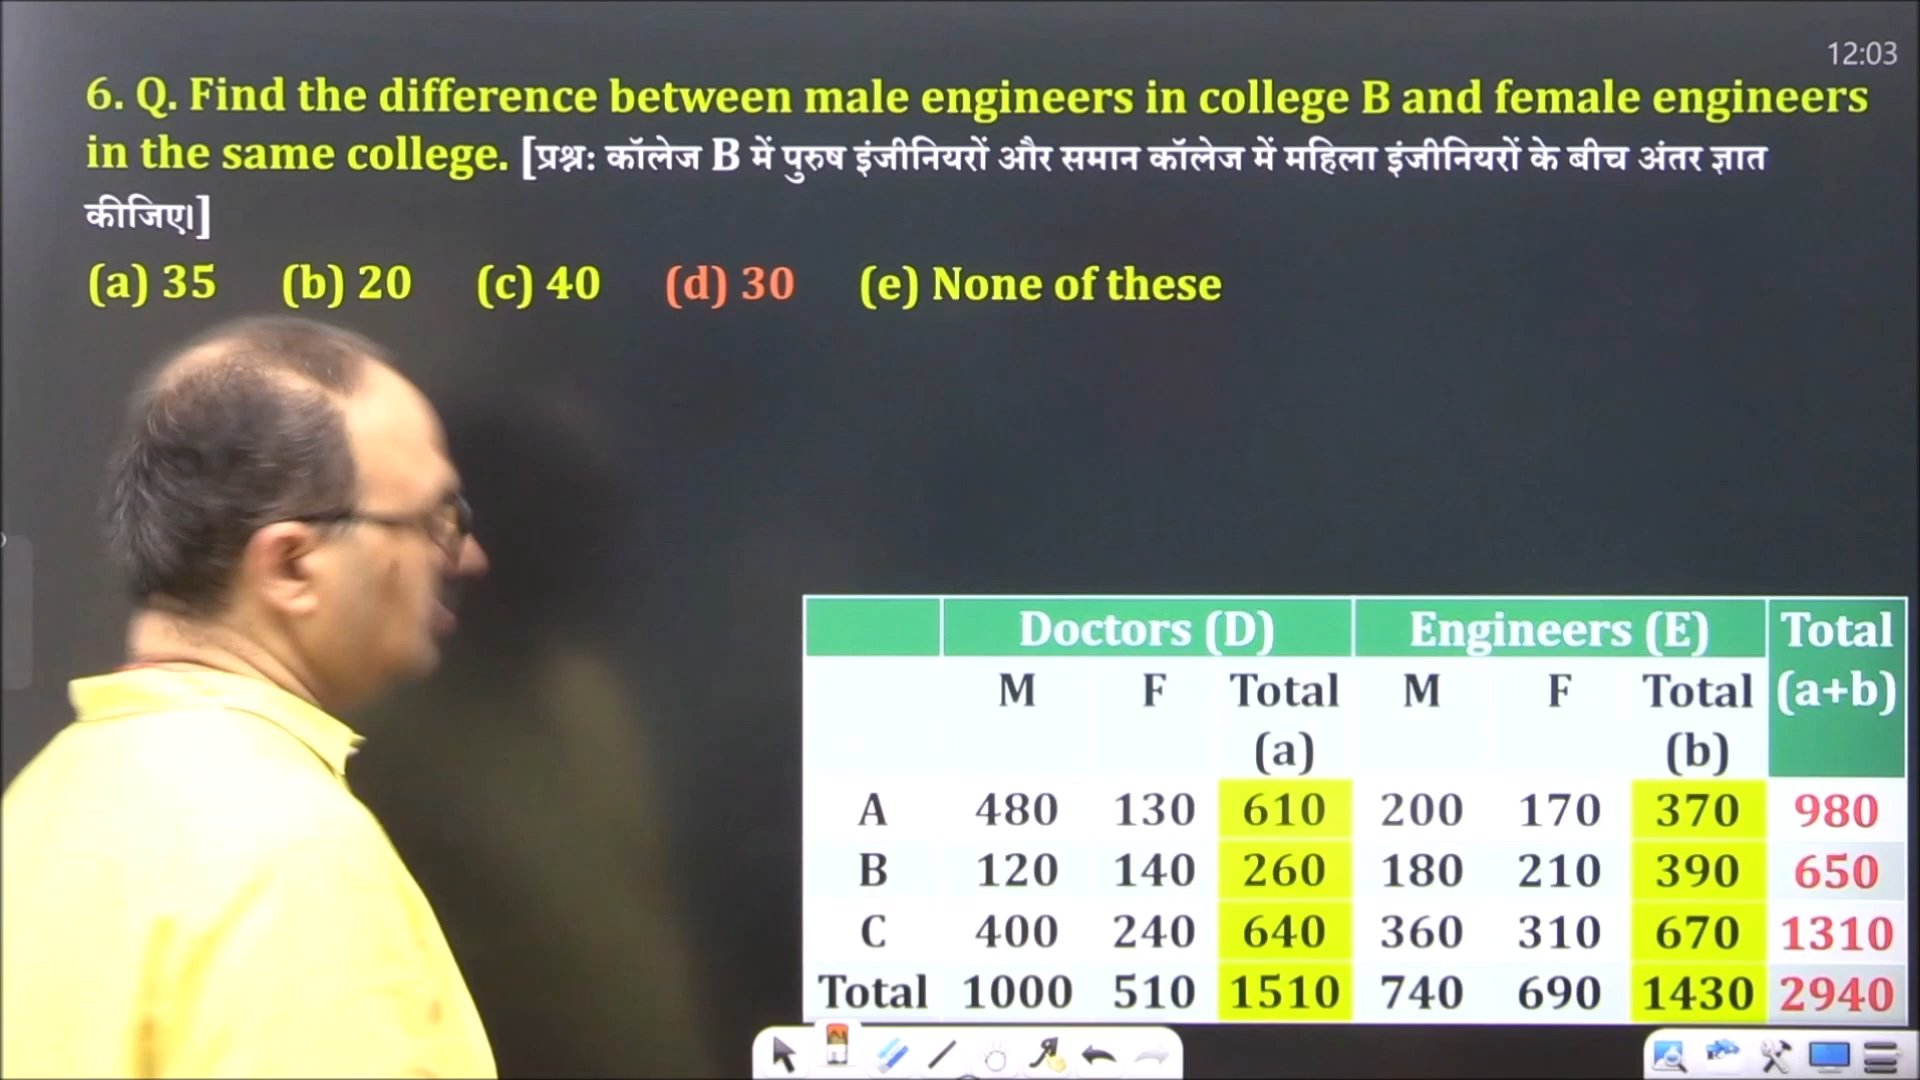 12:03
6. Q. Find the difference between male engineers in college B and female engineers
in the same college. [प्रश्न: कॉलेज B में पुरुष इंजीनियरों और समान कॉलेज में महिला इंजीनियरों के बीच अंतर ज्ञात
कीजिए।]
(a) 35 (b) 20 (c) 40 (d) 30 (e) None of these
Doctors (D) Engineers (E) Total
M F Total M F Total (a+b)
(a) (b)
A 480 130 610 200 170 370 980
B 120 140 260 180 210 390 650
C 400 240 640 360 310 670 1310
Total 1000 510 1510 740 690 1430 2940